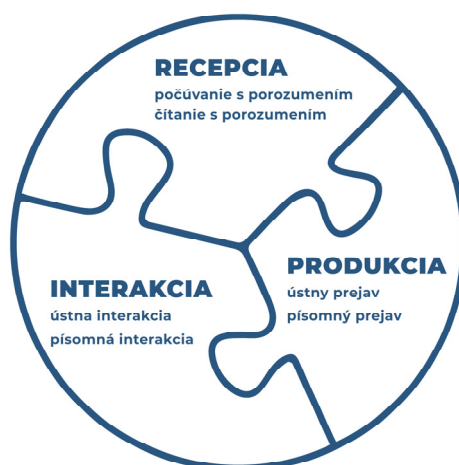 RECEPCIA
počúvanie s porozumením
čítanie s porozumením
PRODUKCIA
ústny prejav
písomný prejav
INTERAKCIA
ústna interakcia
písomná interakcia